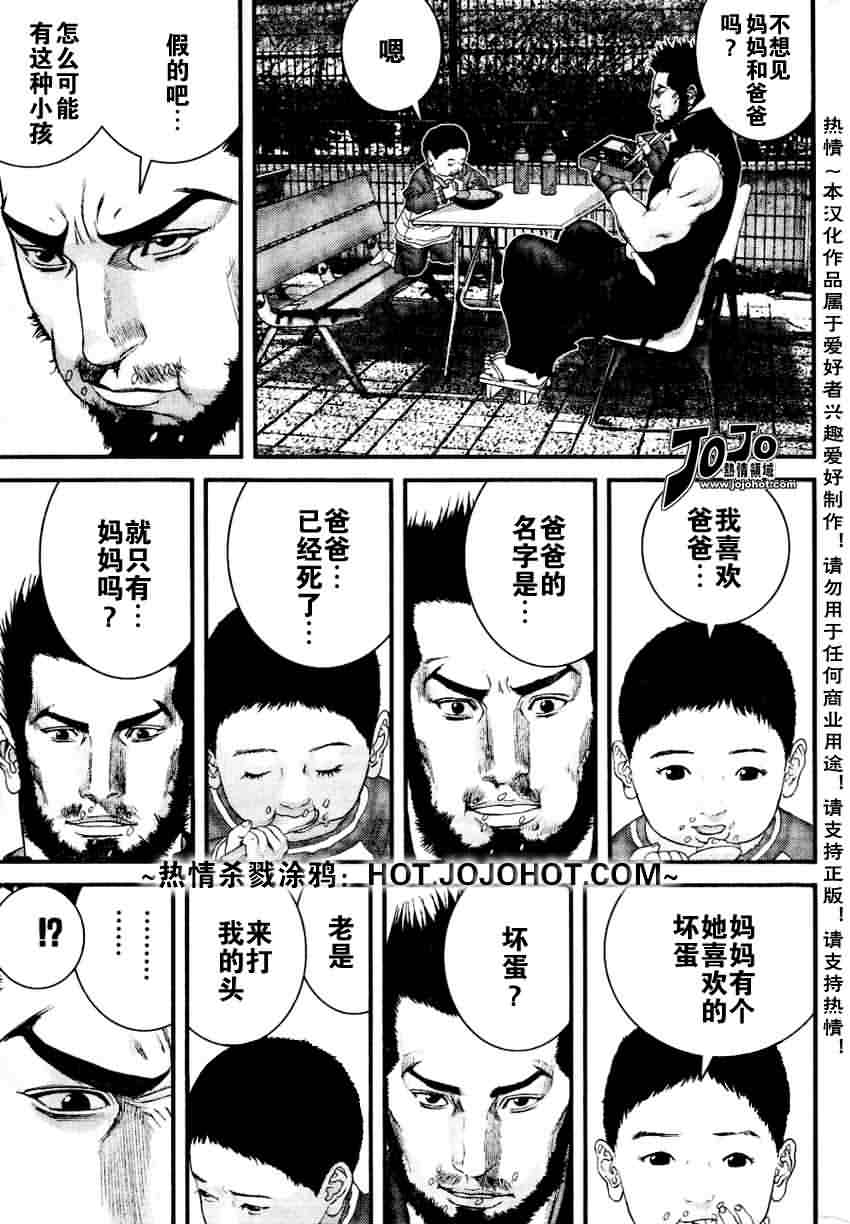 不想见
妈妈和爸爸
吗？
嗯
假的吧…
怎么可能
有这种小孩
JOJO
熱情領域
www.jojohot.com
我喜欢
爸爸…
爸爸的
名字是…
爸爸…
已经死了…
就只有…
妈妈吗？
~热情杀戮涂鸦：HOT.JOJOHOT.COM~
妈妈有个
她喜欢的
坏蛋
坏蛋？
老是
来打
我的头
………
………
!?
热情~本汉化作品属于爱好者兴趣爱好制作！请勿用于任何商业用途！请支持正版！请支持热情！